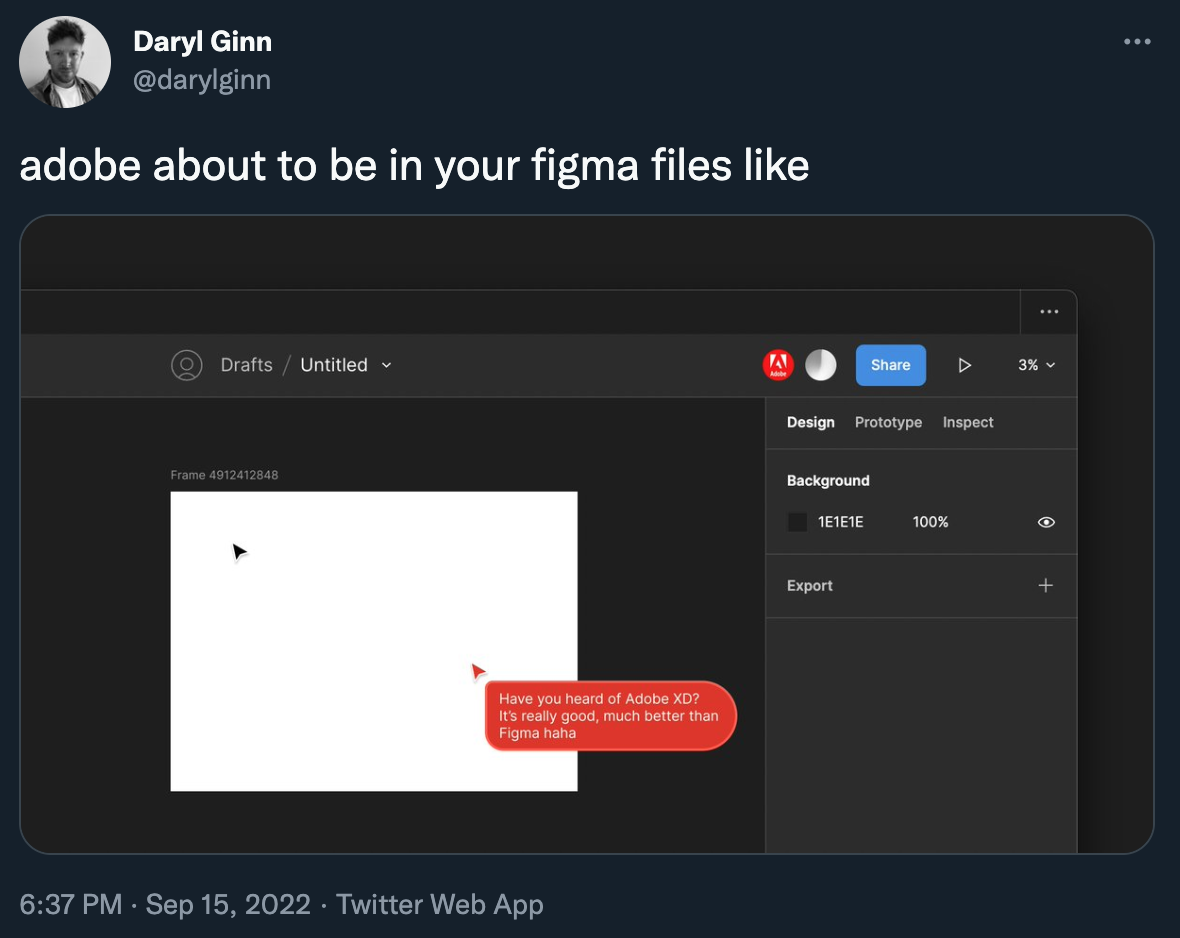 Daryl Ginn
@darylginn
adobe about to be in your figma files like
Drafts / Untitled
Adobe
Share
3%
Design Prototype Inspect
Frame 4912412848
Background
1E1E1E 100%
Export
Have you heard of Adobe XD?
It's really good, much better than
Figma haha
6:37 PM · Sep 15, 2022 · Twitter Web App